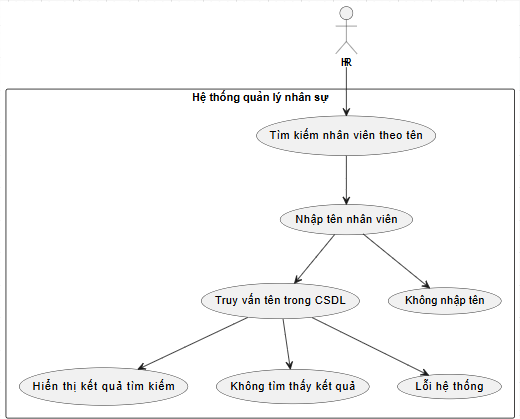 HR
Hệ thống quản lý nhân sự
Tìm kiếm nhân viên theo tên
Nhập tên nhân viên
Truy vấn tên trong CSDL
Không nhập tên
Hiển thị kết quả tìm kiếm
Không tìm thấy kết quả
Lỗi hệ thống